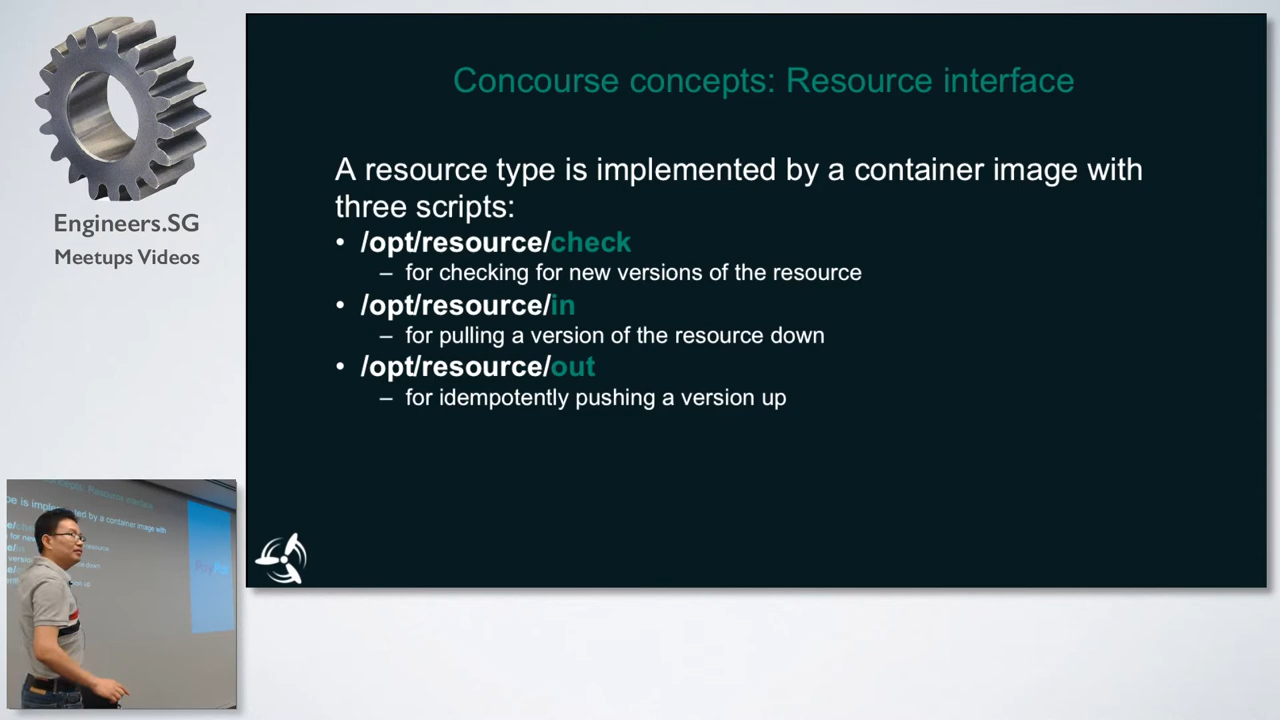 Engineers.SG
Meetups Videos
Concourse concepts: Resource interface
A resource type is implemented by a container image with
three scripts:
• /opt/resource/check
– for checking for new versions of the resource
• /opt/resource/in
– for pulling a version of the resource down
• /opt/resource/out
– for idempotently pushing a version up